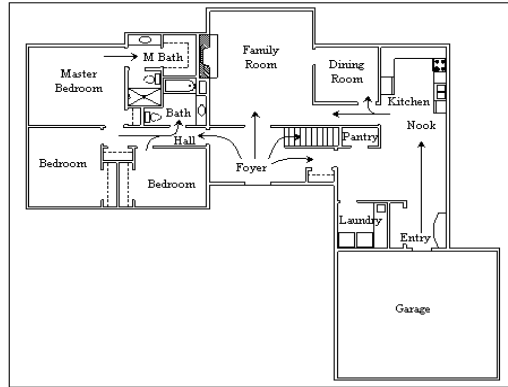 M Bath
Family
Room
Dining
Room
Master
Bedroom
Kitchen
Bath
Nook
Hall
Pantry
Bedroom
Foyer
Bedroom
Laundry
Entry
Garage